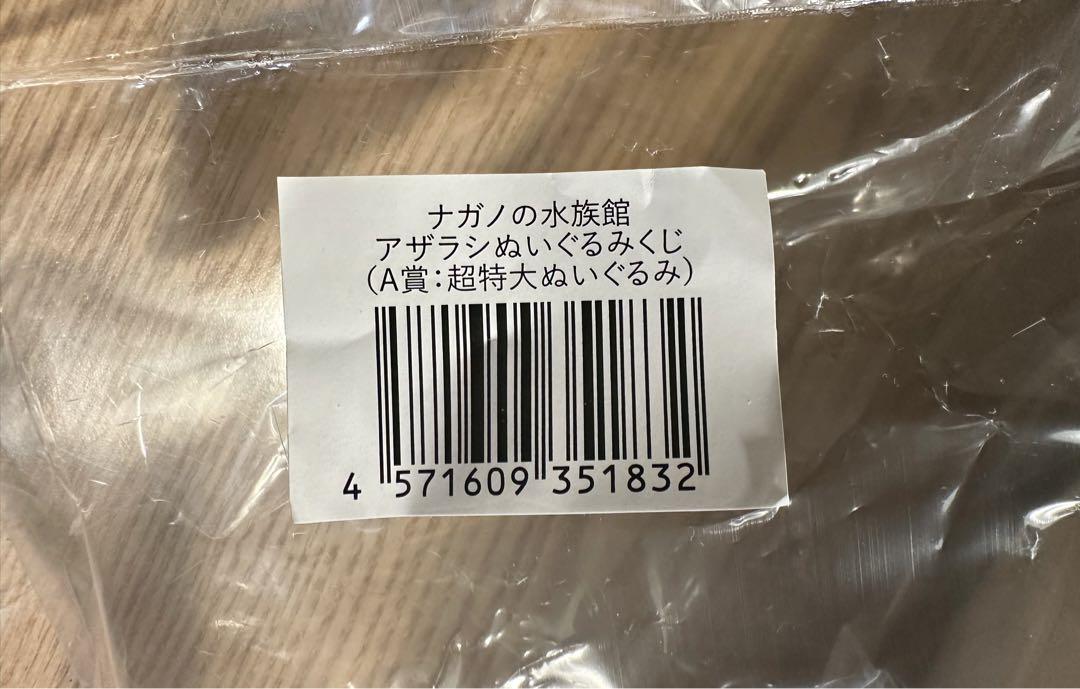 ナガノの水族館
アザラシぬいぐるみくじ
（A賞：超特大ぬいぐるみ）
4 571609 351832